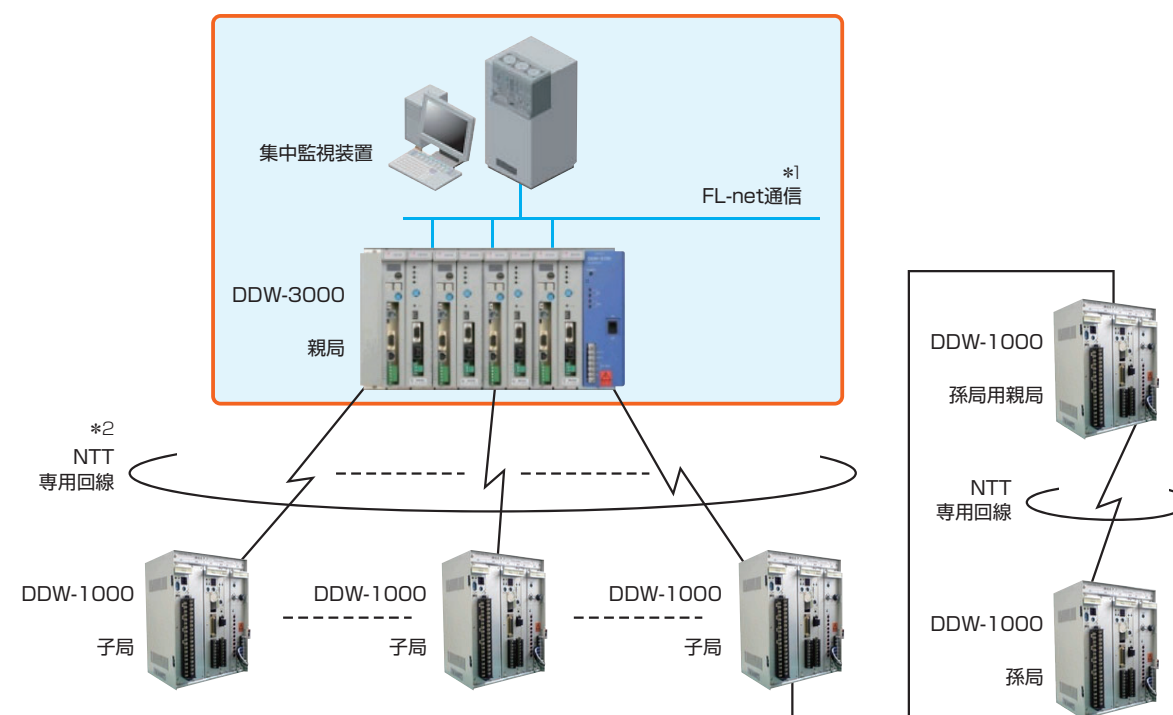 集中監視装置
*1
FL-net通信
DDW-3000
親局
*2
NTT
専用回線
DDW-1000
子局
DDW-1000
子局
DDW-1000
子局
DDW-1000
孫局用親局
NTT
専用回線
DDW-1000
孫局